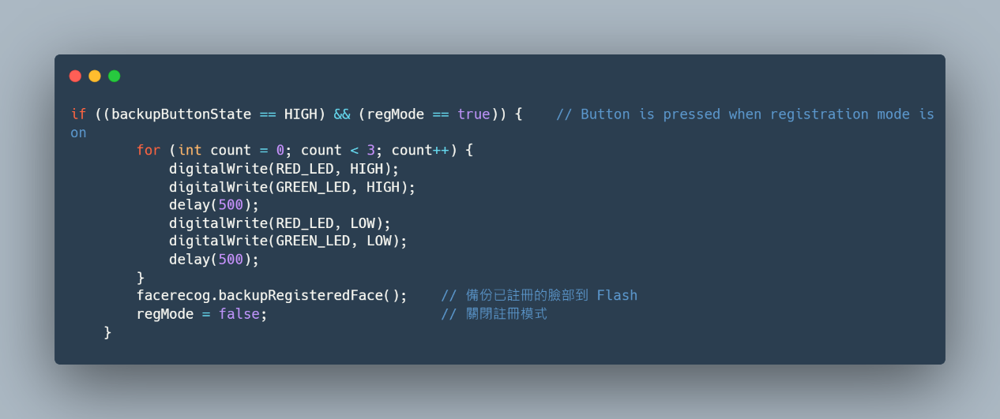 if ((backupButtonState == HIGH) && (regMode == true)) {    // Button is pressed when registration mode is
on
        for (int count = 0; count < 3; count++) {
            digitalWrite(RED_LED, HIGH);
            digitalWrite(GREEN_LED, HIGH);
            delay(500);
            digitalWrite(RED_LED, LOW);
            digitalWrite(GREEN_LED, LOW);
            delay(500);
        }
        facerecog.backupRegisteredFace();    // 備份已註冊的臉部到 Flash
        regMode = false;                     // 關閉註冊模式
    }